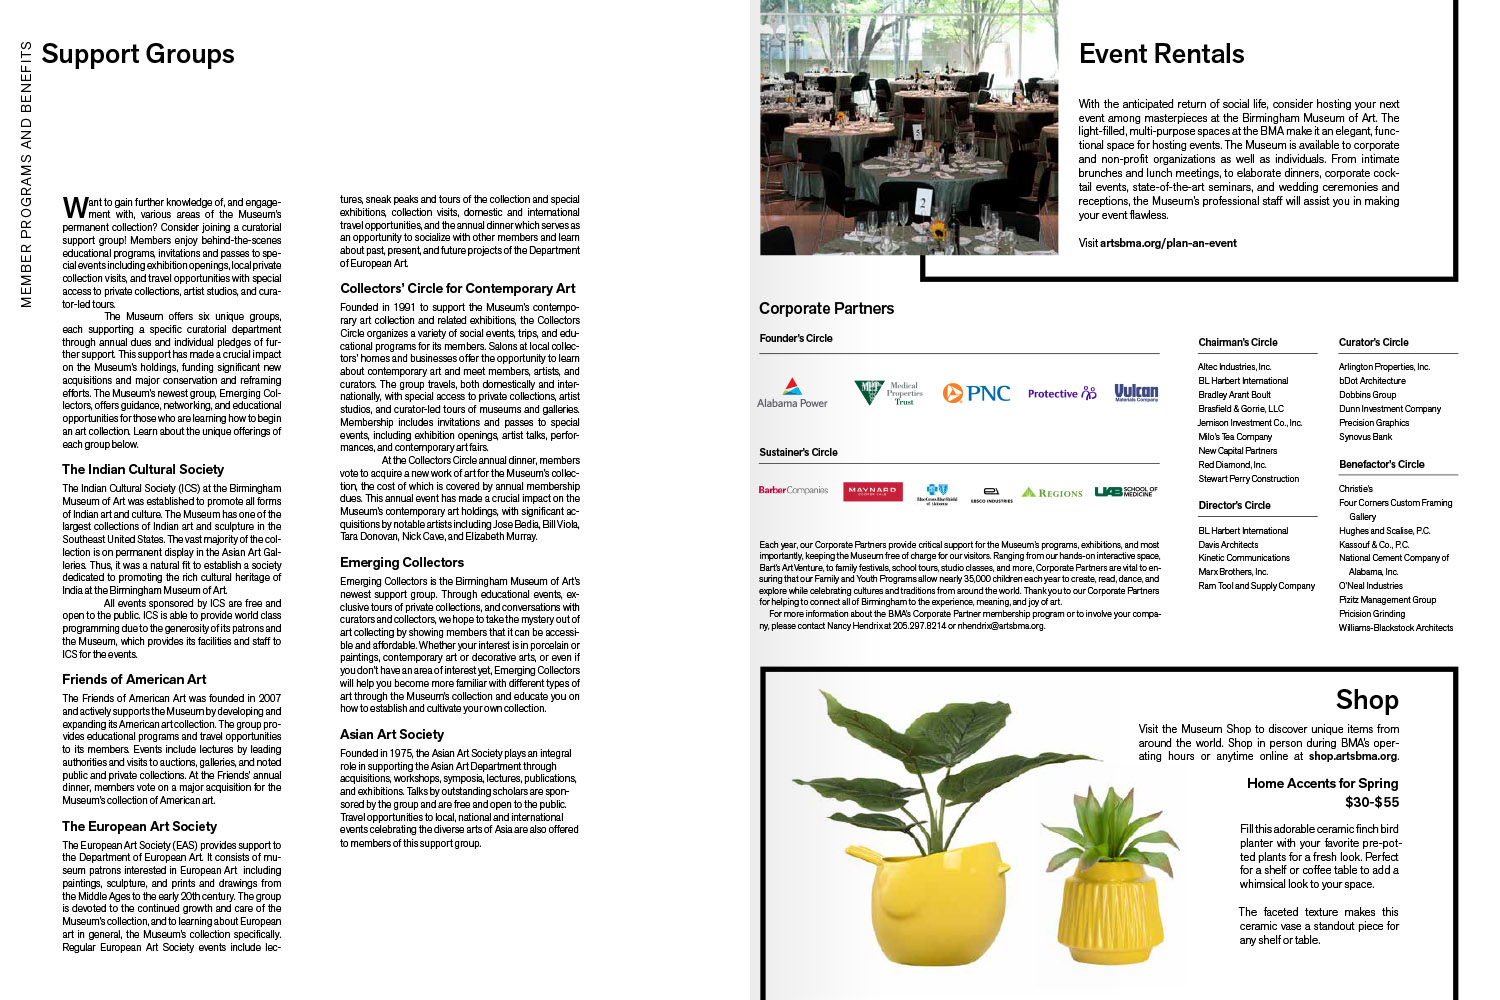 MEMBER PROGRAMS AND BENEFITS
Support Groups
Want to gain further knowledge of, and engage-
ment with, various areas of the Museum's
permanent collection? Consider joining a curatorial
support group! Members enjoy behind-the-scenes
educational programs, invitations and passes to spe-
cial events including exhibition openings, local private
collection visits, and travel opportunities with special
access to private collections, artist studios, and cura-
tor-led tours.
The Museum offers six unique groups,
each supporting a specific curatorial department
through annual dues and individual pledges of fur-
ther support. This support has made a crucial impact
on the Museum's holdings, funding significant new
acquisitions and major conservation and reframing
efforts. The Museum's newest group, Emerging Col-
lectors, offers guidance, networking, and educational
opportunities for those who are learning how to begin
an art collection. Learn about the unique offerings of
each group below.
The Indian Cultural Society
The Indian Cultural Society (ICS) at the Birmingham
Museum of Art was established to promote all forms
of Indian art and culture. The Museum has one of the
largest collections of Indian art and sculpture in the
Southeast United States. The vast majority of the col-
lection is on permanent display in the Asian Art Gal-
leries. Thus, it was a natural fit to establish a society
dedicated to promoting the rich cultural heritage of
India at the Birmingham Museum of Art.
All events sponsored by ICS are free and
open to the public. ICS is able to provide world class
programming due to the generosity of its patrons and
the Museum, which provides its facilities and staff to
ICS for the events.
Friends of American Art
The Friends of American Art was founded in 2007
and actively supports the Museum by developing and
expanding its American art collection. The group pro-
vides educational programs and travel opportunities
to its members. Events include lectures by leading
authorities and visits to auctions, galleries, and noted
public and private collections. At the Friends' annual
dinner, members vote on a major acquisition for the
Museum's collection of American art.
The European Art Society
The European Art Society (EAS) provides support to
the Department of European Art. It consists of mu-
seum patrons interested in European Art including
paintings, sculpture, and prints and drawings from
the Middle Ages to the early 20th century. The group
is devoted to the continued growth and care of the
Museum's collection, and to learning about European
art in general, the Museum's collection specifically.
Regular European Art Society events include lec-
tures, sneak peaks and tours of the collection and special
exhibitions, collection visits, domestic and international
travel opportunities, and the annual dinner which serves as
an opportunity to socialize with other members and learn
about past, present, and future projects of the Department
of European Art.
Collectors' Circle for Contemporary Art
Founded in 1991 to support the Museum's contempo-
rary art collection and related exhibitions, the Collectors
Circle organizes a variety of social events, trips, and edu-
cational programs for its members. Salons at local collec-
tors' homes and businesses offer the opportunity to learn
about contemporary art and meet members, artists, and
curators. The group travels, both domestically and inter-
nationally, with special access to private collections, artist
studios, and curator-led tours of museums and galleries.
Membership includes invitations and passes to special
events, including exhibition openings, artist talks, perfor-
mances, and contemporary art fairs.
At the Collectors Circle annual dinner, members
vote to acquire a new work of art for the Museum's collec-
tion, the cost of which is covered by annual membership
dues. This annual event has made a crucial impact on the
Museum's contemporary art holdings, with significant ac-
quisitions by notable artists including Jose Bedia, Bill Viola,
Tara Donovan, Nick Cave, and Elizabeth Murray.
Emerging Collectors
Emerging Collectors is the Birmingham Museum of Art's
newest support group. Through educational events, ex-
clusive tours of private collections, and conversations with
curators and collectors, we hope to take the mystery out of
art collecting by showing members that it can be accessi-
ble and affordable. Whether your interest is in porcelain or
paintings, contemporary art or decorative arts, or even if
you don't have an area of interest yet, Emerging Collectors
will help you become more familiar with different types of
art through the Museum's collection and educate you on
how to establish and cultivate your own collection.
Asian Art Society
Founded in 1975, the Asian Art Society plays an integral
role in supporting the Asian Art Department through
acquisitions, workshops, symposia, lectures, publications,
and exhibitions. Talks by outstanding scholars are spon-
sored by the group and are free and open to the public.
Travel opportunities to local, national and international
events celebrating the diverse arts of Asia are also offered
to members of this support group.
5
2
Event Rentals
With the anticipated return of social life, consider hosting your next
event among masterpieces at the Birmingham Museum of Art. The
light-filled, multi-purpose spaces at the BMA make it an elegant, func-
tional space for hosting events. The Museum is available to corporate
and non-profit organizations as well as individuals. From intimate
brunches and lunch meetings, to elaborate dinners, corporate cock-
tail events, state-of-the-art seminars, and wedding ceremonies and
receptions, the Museum's professional staff will assist you in making
your event flawless.
Visit artsbma.org/plan-an-event
Corporate Partners
Founder's Circle
Alabama Power
MPT Medical
Properties
Trust
PNC
Protective
Vulcan
Materials Company
Sustainer's Circle
Barber Companies
MAYNARD
COOPER GALE
BlueCross BlueShield
of Alabama
EBSCO INDUSTRIES
REGIONS
UAB SCHOOL OF
MEDICINE
Each year, our Corporate Partners provide critical support for the Museum's programs, exhibitions, and most
importantly, keeping the Museum free of charge for our visitors. Ranging from our hands-on interactive space,
Bart's ArtVenture, to family festivals, school tours, studio classes, and more, Corporate Partners are vital to en-
suring that our Family and Youth Programs allow nearly 35,000 children each year to create, read, dance, and
explore while celebrating cultures and traditions from around the world. Thank you to our Corporate Partners
for helping to connect all of Birmingham to the experience, meaning, and joy of art.
For more information about the BMA's Corporate Partner membership program or to involve your compa-
ny, please contact Nancy Hendrix at 205.297.8214 or nhendrix@artsbma.org.
Chairman's Circle
Altec Industries, Inc.
BL Harbert International
Bradley Arant Boult
Brasfield & Gorrie, LLC
Jemison Investment Co., Inc.
Milo's Tea Company
New Capital Partners
Red Diamond, Inc.
Stewart Perry Construction
Director's Circle
BL Harbert International
Davis Architects
Kinetic Communications
Marx Brothers, Inc.
Ram Tool and Supply Company
Curator's Circle
Arlington Properties, Inc.
bDot Architecture
Dobbins Group
Dunn Investment Company
Precision Graphics
Synovus Bank
Benefactor's Circle
Christie's
Four Corners Custom Framing
Gallery
Hughes and Scalise, P.C.
Kassouf & Co., P.C.
National Cement Company of
Alabama, Inc.
O'Neal Industries
Pizitz Management Group
Pricision Grinding
Williams-Blackstock Architects
Shop
Visit the Museum Shop to discover unique items from
around the world. Shop in person during BMA's oper-
ating hours or anytime online at shop.artsbma.org.
Home Accents for Spring
$30-$55
Fill this adorable ceramic finch bird
planter with your favorite pre-pot-
ted plants for a fresh look. Perfect
for a shelf or coffee table to add a
whimsical look to your space.
The faceted texture makes this
ceramic vase a standout piece for
any shelf or table.